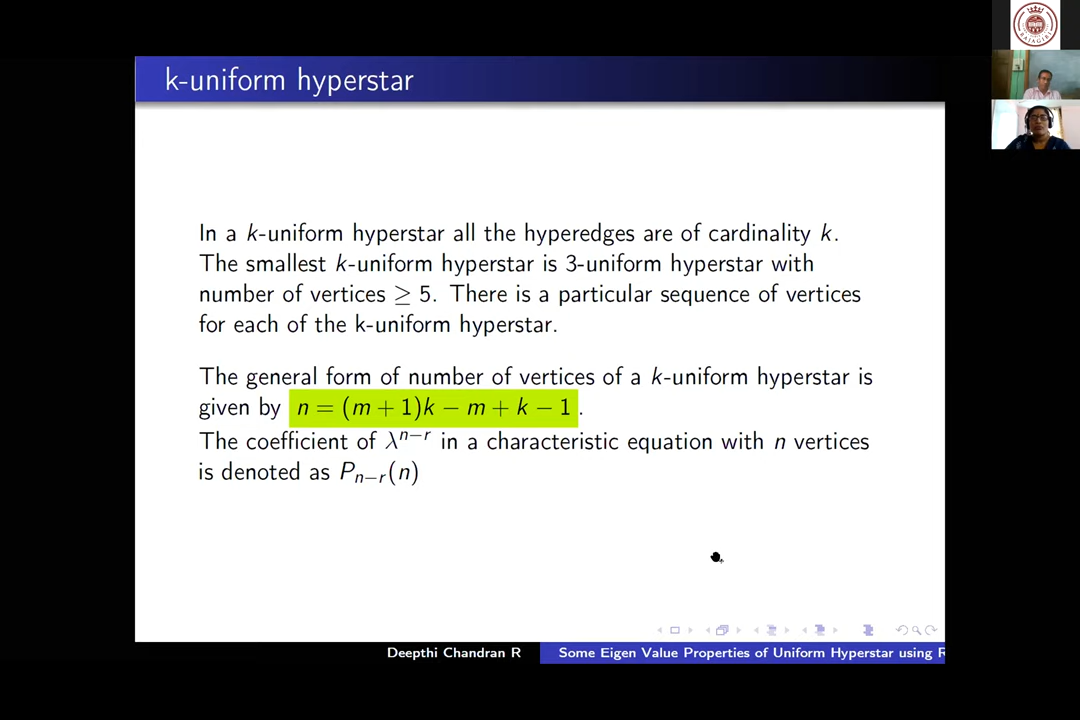 k-uniform hyperstar
In a k-uniform hyperstar all the hyperedges are of cardinality k.
The smallest k-uniform hyperstar is 3-uniform hyperstar with
number of vertices ≥ 5. There is a particular sequence of vertices
for each of the k-uniform hyperstar.
The general form of number of vertices of a k-uniform hyperstar is
given by n = (m + 1)k − m + k − 1.
The coefficient of λⁿ⁻ʳ in a characteristic equation with n vertices
is denoted as Pₙ₋ᵣ(n)
Deepthi Chandran R
Some Eigen Value Properties of Uniform Hyperstar using R
RAJAGIRI